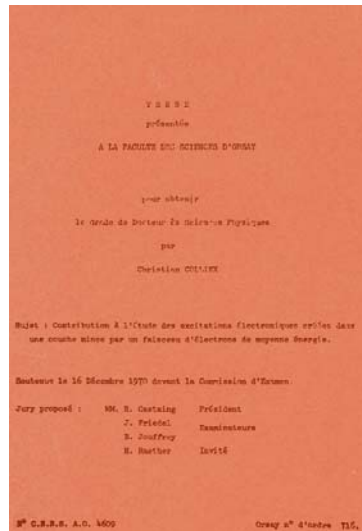 T H E S E
présentée
A LA FACULTE DES SCIENCES D'ORSAY
pour obtenir
le grade de Docteur ès Sciences Physiques
par
Christian COLLIEX
Sujet : Contribution à l'étude des excitations électroniques créées dans
une couche mince par un faisceau d'électrons de moyenne énergie.
Soutenue le 16 Décembre 1970 devant la Commission d'Examen.
Jury proposé : MM. R. Castaing Président
J. Friedel Examinateurs
B. Jouffrey
H. Raether Invité
N° C.N.R.S. A.O. 4609 Orsay n° d'ordre 716.